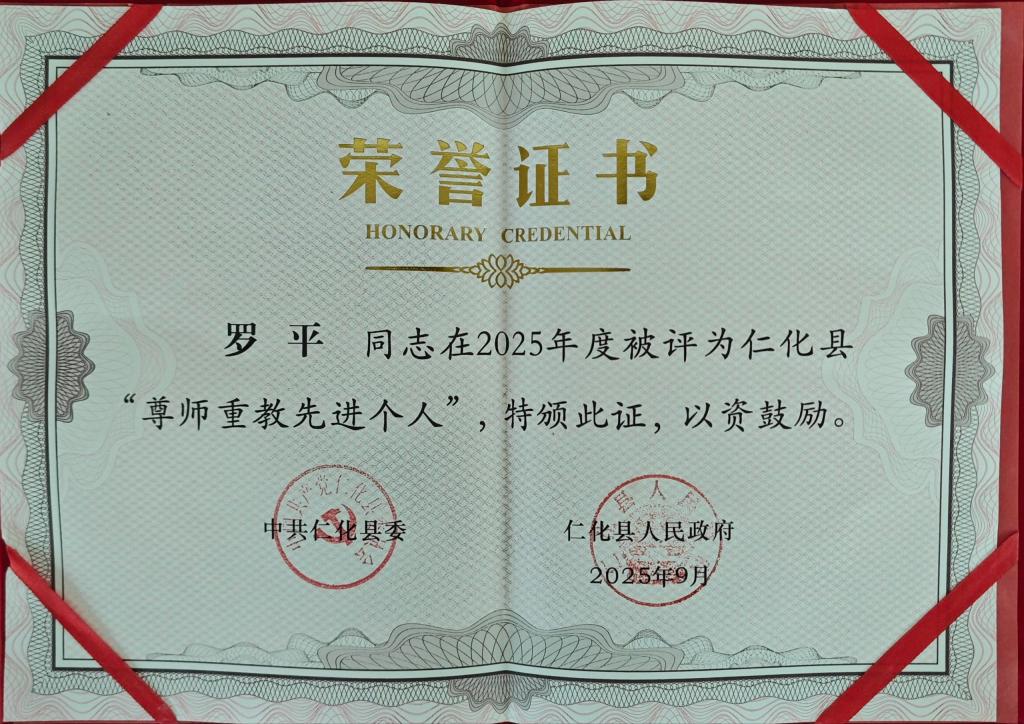 荣誉证书
HONORARY CREDENTIAL
罗平 同志在2025年度被评为仁化县
“尊师重教先进个人”，特颁此证，以资鼓励。
中共仁化县委
仁化县人民政府
2025年9月